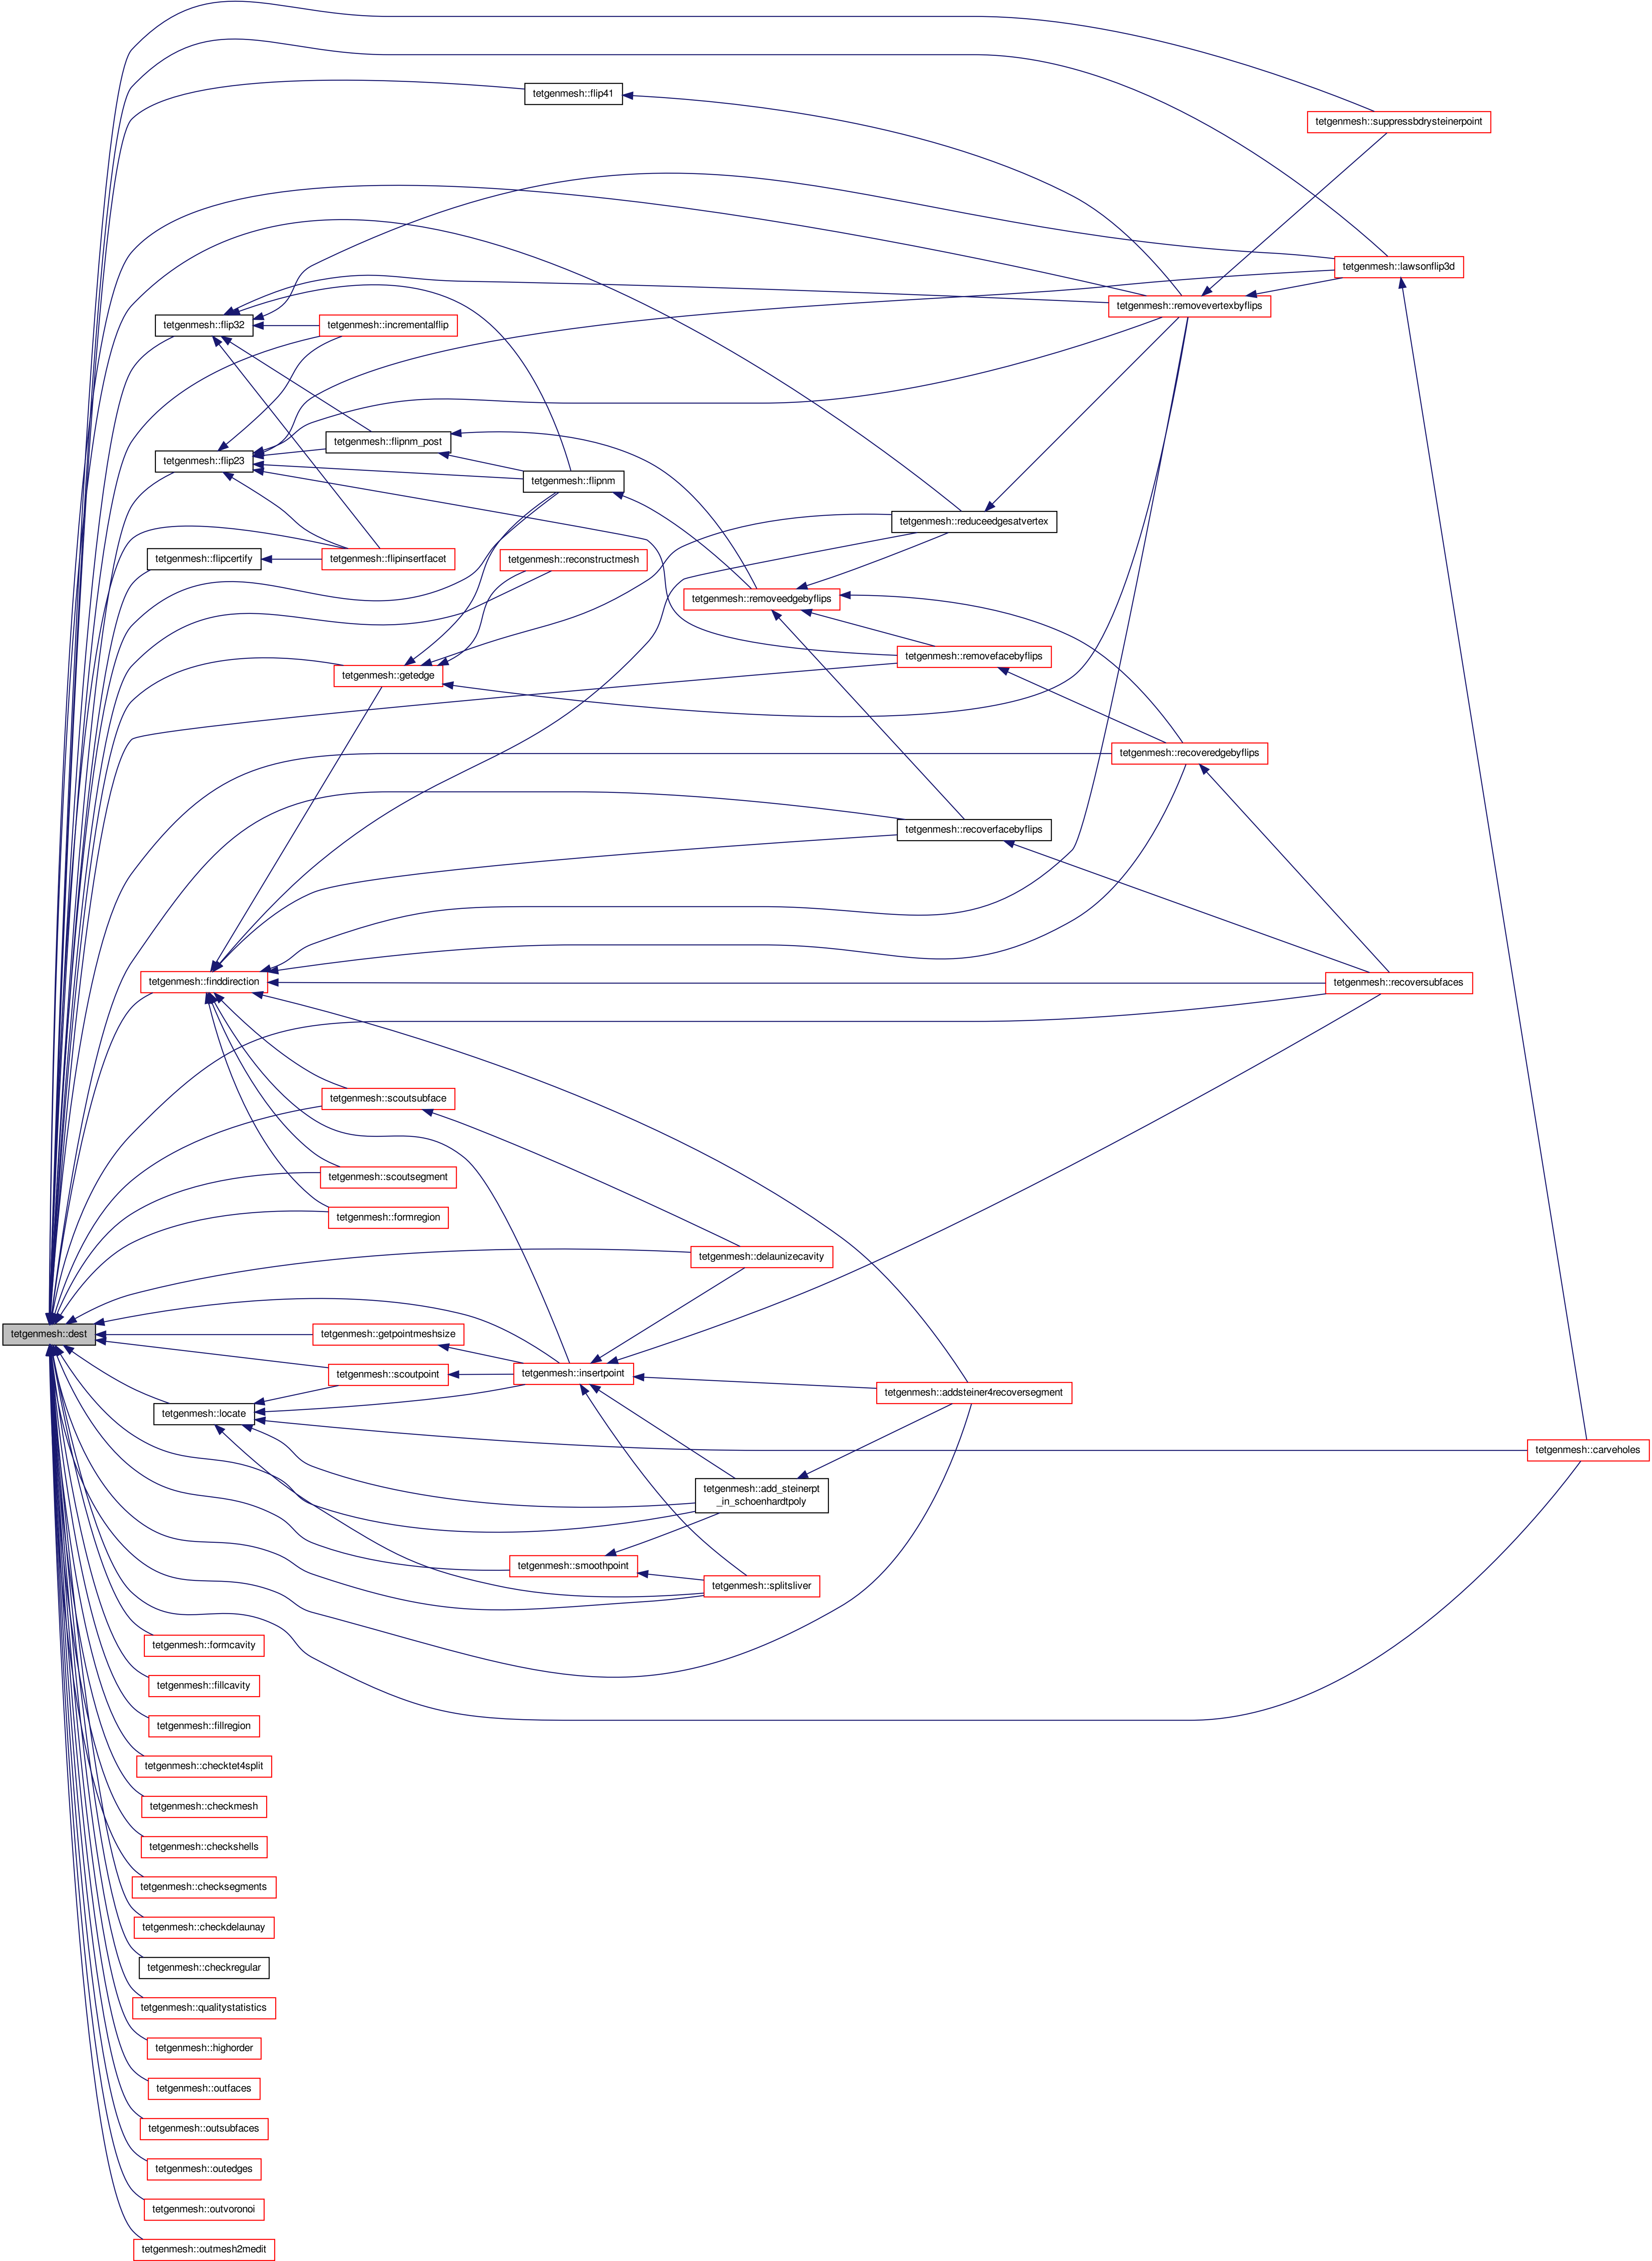 tetgenmesh::flip41
tetgenmesh::suppressbdrysteinerpoint
tetgenmesh::lawsonflip3d
tetgenmesh::removevertexbyflips
tetgenmesh::flip32
tetgenmesh::incrementalflip
tetgenmesh::flipnm_post
tetgenmesh::flip23
tetgenmesh::flipnm
tetgenmesh::reduceedgesatvertex
tetgenmesh::flipcertify
tetgenmesh::flipinsertfacet
tetgenmesh::reconstructmesh
tetgenmesh::removeedgebyflips
tetgenmesh::removefacebyflips
tetgenmesh::getedge
tetgenmesh::recoveredgebyflips
tetgenmesh::recoverfacebyflips
tetgenmesh::finddirection
tetgenmesh::recoversubfaces
tetgenmesh::scoutsubface
tetgenmesh::scoutsegment
tetgenmesh::formregion
tetgenmesh::delaunizecavity
tetgenmesh::dest
tetgenmesh::getpointmeshsize
tetgenmesh::scoutpoint
tetgenmesh::insertpoint
tetgenmesh::addsteiner4recoversegment
tetgenmesh::locate
tetgenmesh::carveholes
tetgenmesh::add_steinerpt
_in_schoenhardtpoly
tetgenmesh::smoothpoint
tetgenmesh::splitsliver
tetgenmesh::formcavity
tetgenmesh::fillcavity
tetgenmesh::fillregion
tetgenmesh::checktet4split
tetgenmesh::checkmesh
tetgenmesh::checkshells
tetgenmesh::checksegments
tetgenmesh::checkdelaunay
tetgenmesh::checkregular
tetgenmesh::qualitystatistics
tetgenmesh::highorder
tetgenmesh::outfaces
tetgenmesh::outsubfaces
tetgenmesh::outedges
tetgenmesh::outvoronoi
tetgenmesh::outmesh2medit